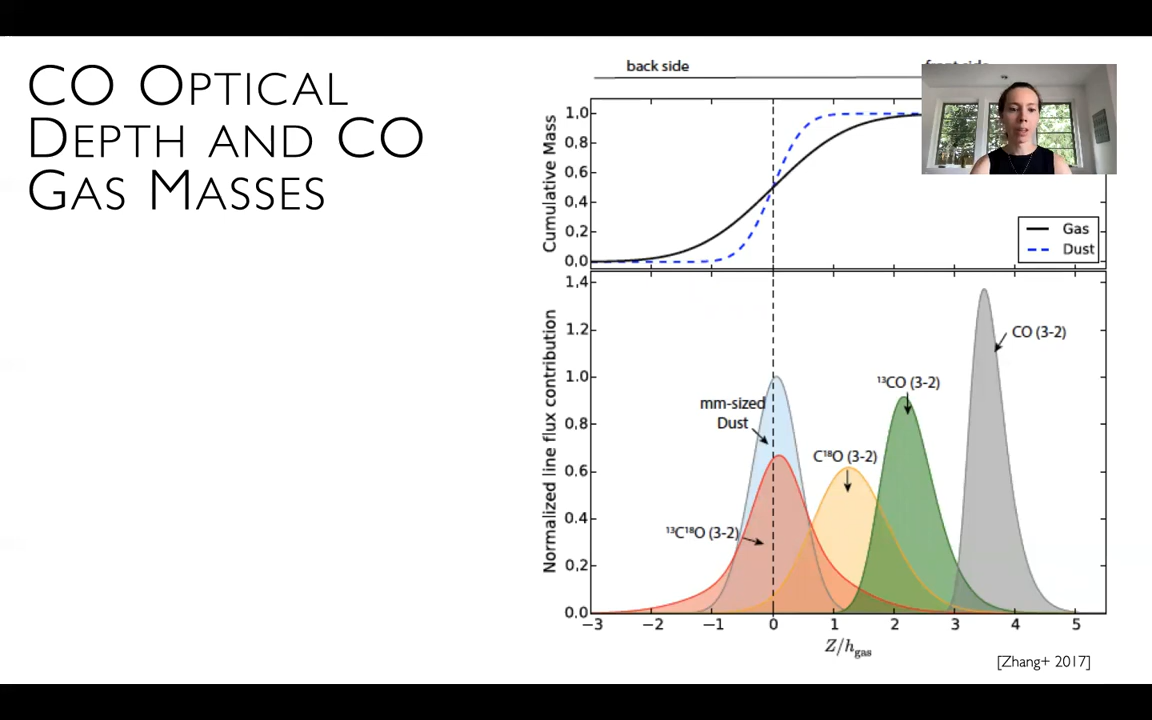 CO OPTICAL
DEPTH AND CO
GAS MASSES
back side
Cumulative Mass
1.0
0.8
0.6
0.4
0.2
0.0
Gas
Dust
Normalized line flux contribution
1.4
1.2
1.0
0.8
0.6
0.4
0.2
0.0
CO (3-2)
¹³CO (3-2)
mm-sized
Dust
C¹⁸O (3-2)
¹³C¹⁸O (3-2)
−3 −2 −1 0 1 2 3 4 5
Z/h_gas
[Zhang+ 2017]